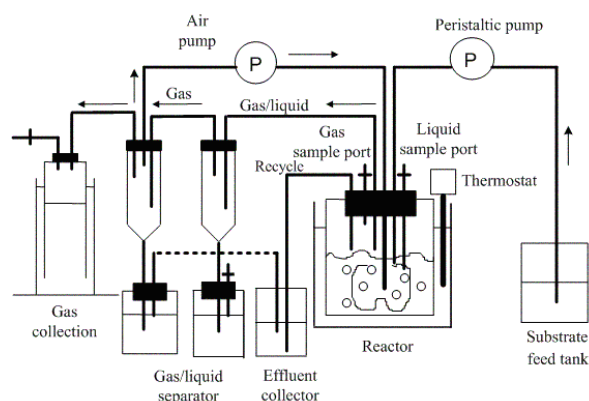 Air
pump
P
Peristaltic pump
P
Gas
Gas/liquid
Gas
sample port
Liquid
sample port
Recycle
Thermostat
Gas
collection
Gas/liquid
separator
Effluent
collector
Reactor
Substrate
feed tank